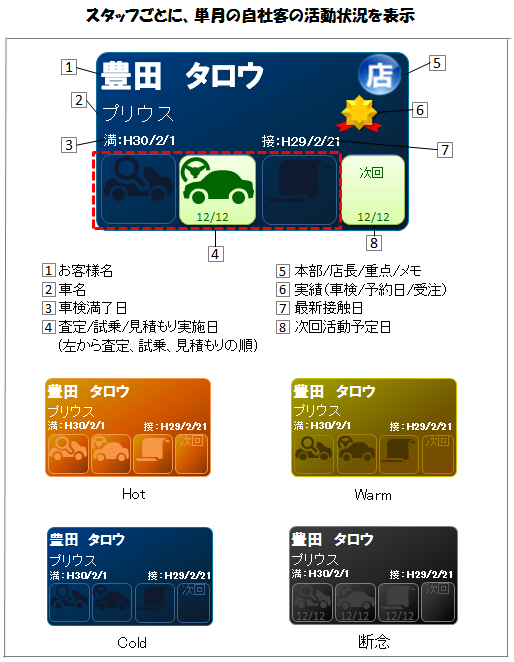 スタッフごとに、単月の自社客の活動状況を表示
1 豊田 タロウ 店 5
2 プリウス 6
3 満:H30/2/1 接:H29/2/21 7
次回
12/12 12/12
4 8
1 お客様名
2 車名
3 車検満了日
4 査定/試乗/見積もり実施日
(左から査定、試乗、見積もりの順)
5 本部/店長/重点/メモ
6 実績(車検/予約日/受注)
7 最新接触日
8 次回活動予定日
豊田 タロウ
プリウス
満:H30/2/1 接:H29/2/21
次回
Hot
豊田 タロウ
プリウス
満:H30/2/1 接:H29/2/21
次回
Warm
豊田 タロウ
プリウス
満:H30/2/1 接:H29/2/21
次回
Cold
豊田 タロウ
プリウス
満:H30/2/1 接:H29/2/21
次回
12/12 12/12 12/12
断念